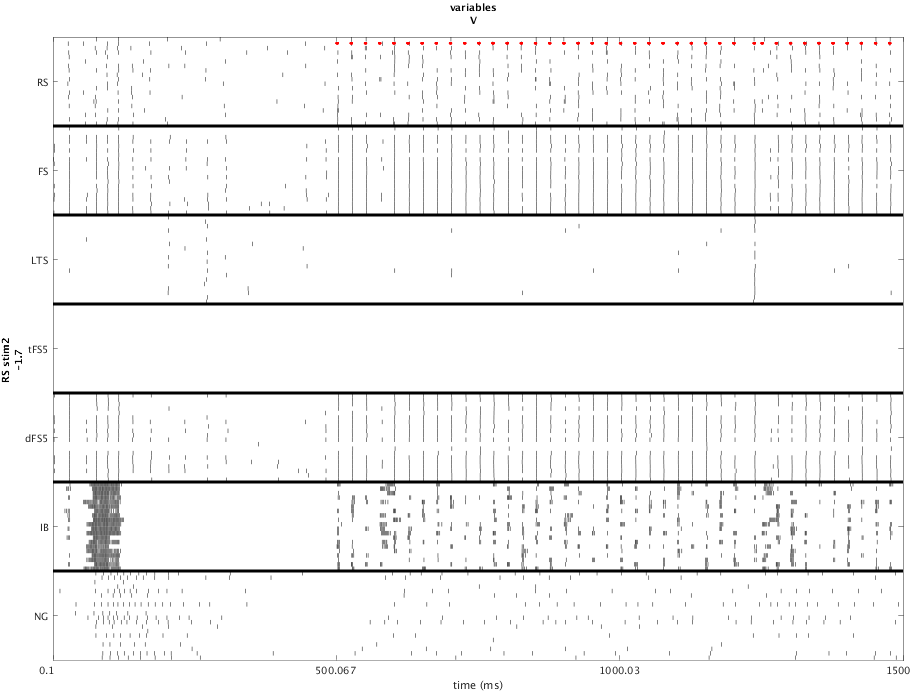 variables
V
RS
FS
LTS
RS stim2
-1.7
tFS5
dFS5
IB
NG
0.1
500.067
1000.03
1500
time (ms)